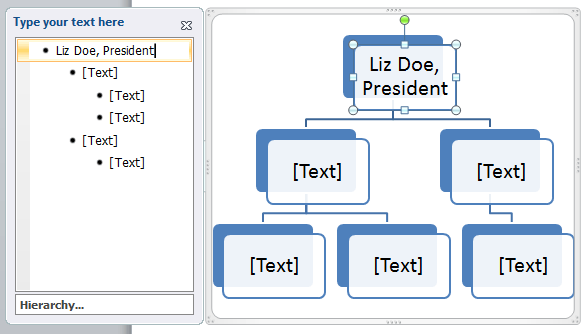 Type your text here
Liz Doe, President
[Text]
[Text]
[Text]
[Text]
[Text]
Hierarchy...
Liz Doe,
President
[Text] [Text]
[Text] [Text] [Text]